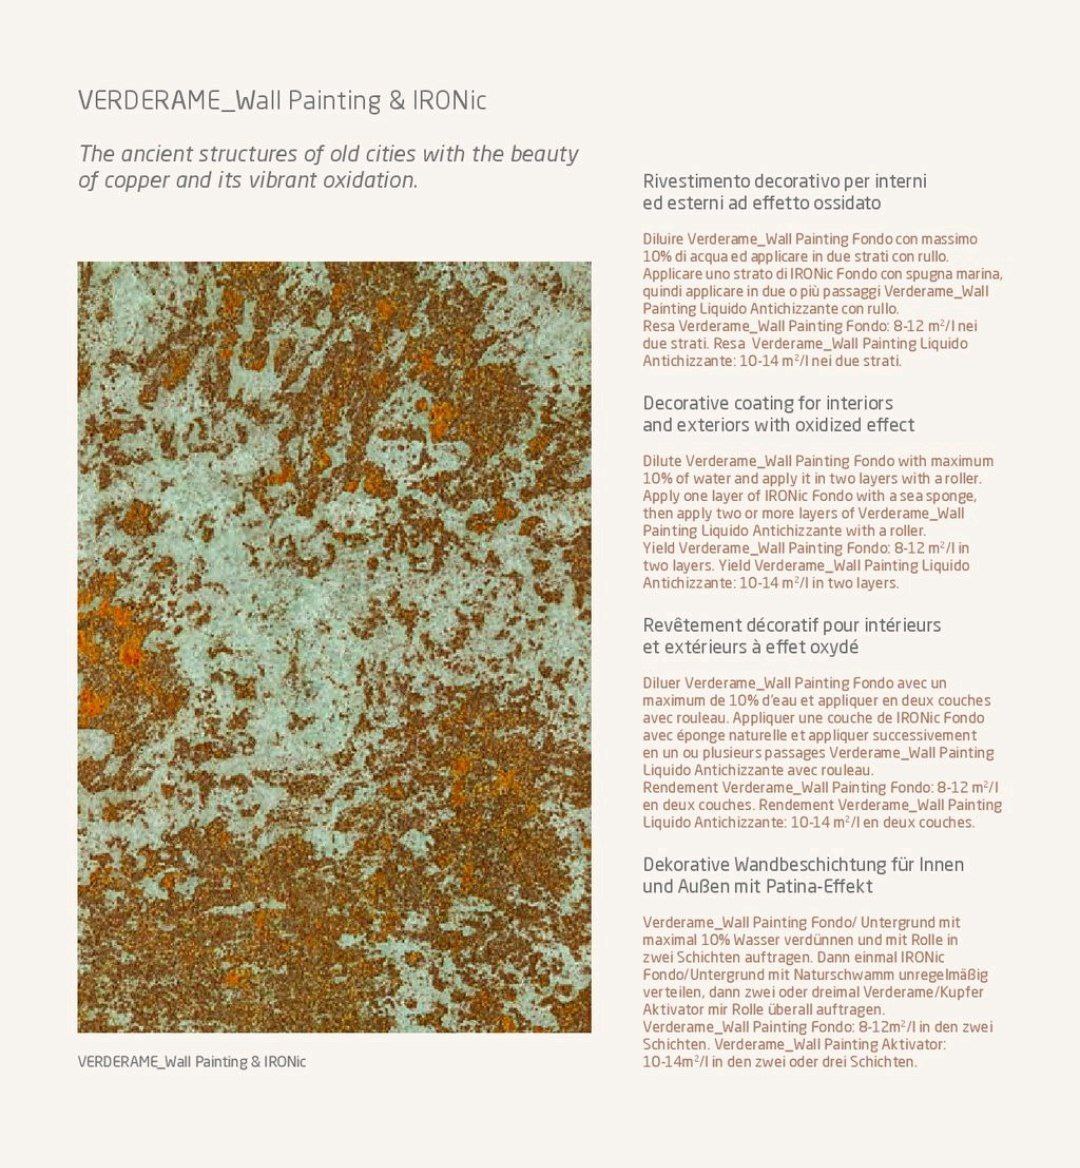 VERDERAME_Wall Painting & IRONic
The ancient structures of old cities with the beauty
of copper and its vibrant oxidation.
VERDERAME_Wall Painting & IRONic
Rivestimento decorativo per interni
ed esterni ad effetto ossidato
Diluire Verderame_Wall Painting Fondo con massimo
10% di acqua ed applicare in due strati con rullo.
Applicare uno strato di IRONic Fondo con spugna marina,
quindi applicare in due o più passaggi Verderame_Wall
Painting Liquido Antichizzante con rullo.
Resa Verderame_Wall Painting Fondo: 8-12 m²/l nei
due strati. Resa Verderame_Wall Painting Liquido
Antichizzante: 10-14 m²/l nei due strati.
Decorative coating for interiors
and exteriors with oxidized effect
Dilute Verderame_Wall Painting Fondo with maximum
10% of water and apply it in two layers with a roller.
Apply one layer of IRONic Fondo with a sea sponge,
then apply two or more layers of Verderame_Wall
Painting Liquido Antichizzante with a roller.
Yield Verderame_Wall Painting Fondo: 8-12 m²/l in
two layers. Yield Verderame_Wall Painting Liquido
Antichizzante: 10-14 m²/l in two layers.
Revêtement décoratif pour intérieurs
et extérieurs à effet oxydé
Diluer Verderame_Wall Painting Fondo avec un
maximum de 10% d'eau et appliquer en deux couches
avec rouleau. Appliquer une couche de IRONic Fondo
avec éponge naturelle et appliquer successivement
en un ou plusieurs passages Verderame_Wall Painting
Liquido Antichizzante avec rouleau.
Rendement Verderame_Wall Painting Fondo: 8-12 m²/l
en deux couches. Rendement Verderame_Wall Painting
Liquido Antichizzante: 10-14 m²/l en deux couches.
Dekorative Wandbeschichtung für Innen
und Außen mit Patina-Effekt
Verderame_Wall Painting Fondo/ Untergrund mit
maximal 10% Wasser verdünnen und mit Rolle in
zwei Schichten auftragen. Dann einmal IRONic
Fondo/Untergrund mit Naturschwamm unregelmäßig
verteilen, dann zwei oder dreimal Verderame/Kupfer
Aktivator mir Rolle überall auftragen.
Verderame_Wall Painting Fondo: 8-12m²/l in den zwei
Schichten. Verderame_Wall Painting Aktivator:
10-14m²/l in den zwei oder drei Schichten.